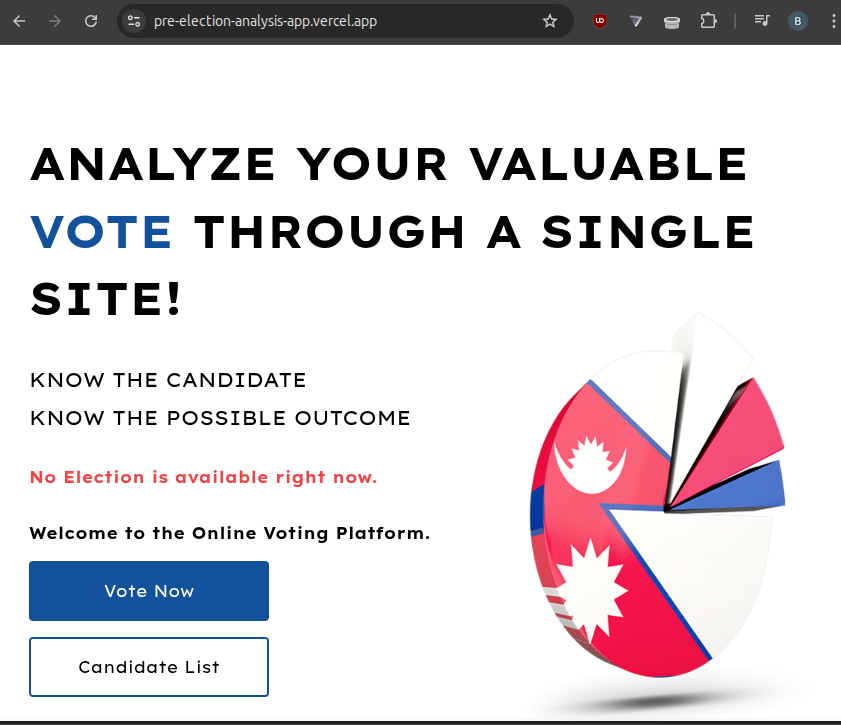 pre-election-analysis-app.vercel.app
B
ANALYZE YOUR VALUABLE
VOTE THROUGH A SINGLE
SITE!
KNOW THE CANDIDATE
KNOW THE POSSIBLE OUTCOME
No Election is available right now.
Welcome to the Online Voting Platform.
Vote Now
Candidate List